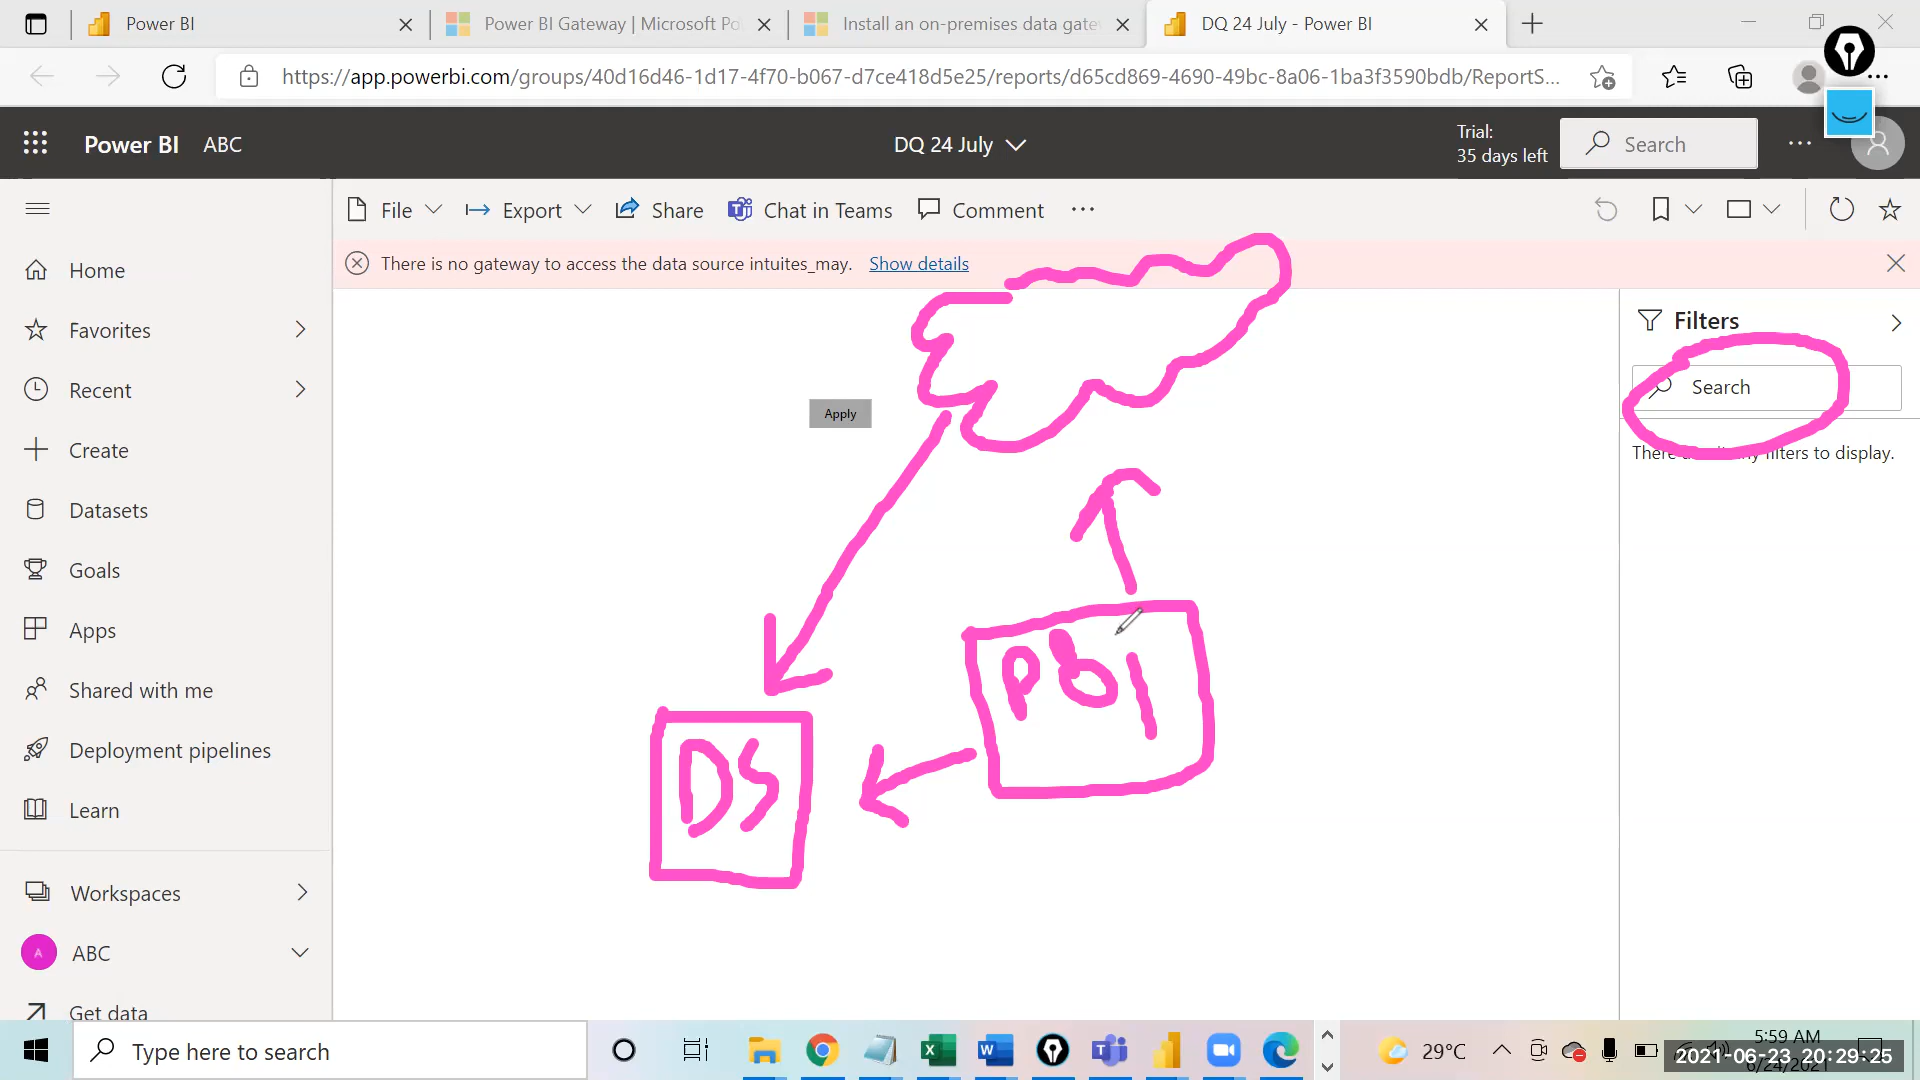 Power BI
Power BI Gateway | Microsoft Po
Install an on-premises data gate
DQ 24 July - Power BI
https://app.powerbi.com/groups/40d16d46-1d17-4f70-b067-d7ce418d5e25/reports/d65cd869-4690-49bc-8a06-1ba3f3590bdb/ReportS...
Power BI ABC
DQ 24 July
Trial:
35 days left
Search
File
Export
Share
Chat in Teams
Comment
There is no gateway to access the data source intuites_may. Show details
Home
Favorites
Recent
Create
Datasets
Goals
Apps
Shared with me
Deployment pipelines
Learn
Workspaces
A ABC
Get data
Apply
PBI
DS
Filters
Search
There any filters to display.
Type here to search
29°C
5:59 AM
2021-06-23 20:29:25